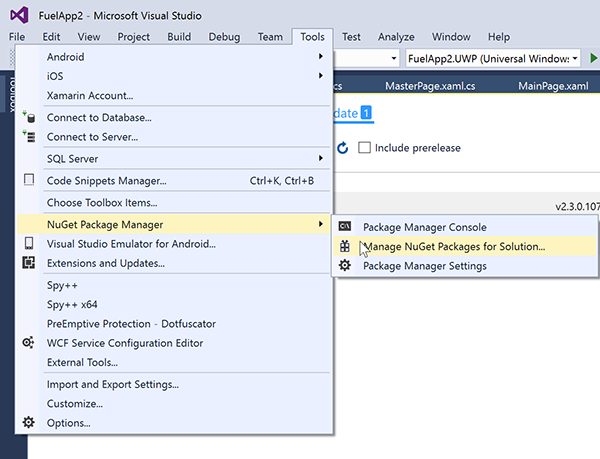 FuelApp2 - Microsoft Visual Studio
File Edit View Project Build Debug Team Tools Test Analyze Window Help
FuelApp2.UWP (Universal Window:
Toolbox
cs MasterPage.xaml.cs MainPage.xaml
date 1
Include prerelease
v2.3.0.107
Android
iOS
Xamarin Account...
Connect to Database...
Connect to Server...
SQL Server
Code Snippets Manager... Ctrl+K, Ctrl+B
Choose Toolbox Items...
NuGet Package Manager
Visual Studio Emulator for Android...
Extensions and Updates...
Spy++
Spy++ x64
PreEmptive Protection - Dotfuscator
WCF Service Configuration Editor
External Tools...
Import and Export Settings...
Customize...
Options...
C:\ Package Manager Console
Manage NuGet Packages for Solution...
Package Manager Settings